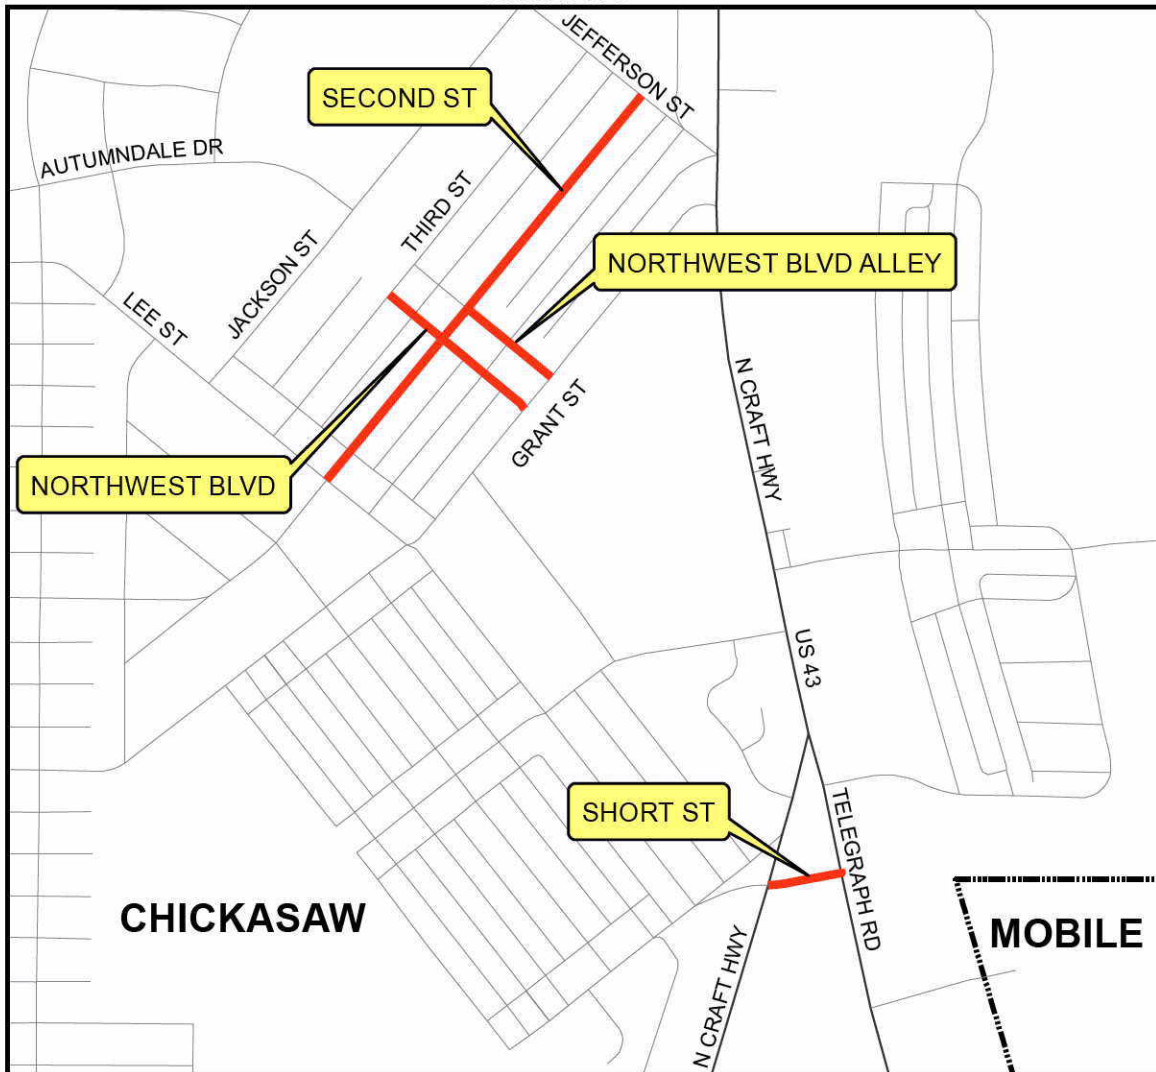 JEFFERSON ST
SECOND ST
AUTUMNDALE DR
THIRD ST
NORTHWEST BLVD ALLEY
JACKSON ST
LEE ST
N CRAFT HWY
GRANT ST
NORTHWEST BLVD
US 43
SHORT ST
TELEGRAPH RD
CHICKASAW
MOBILE
N CRAFT HWY